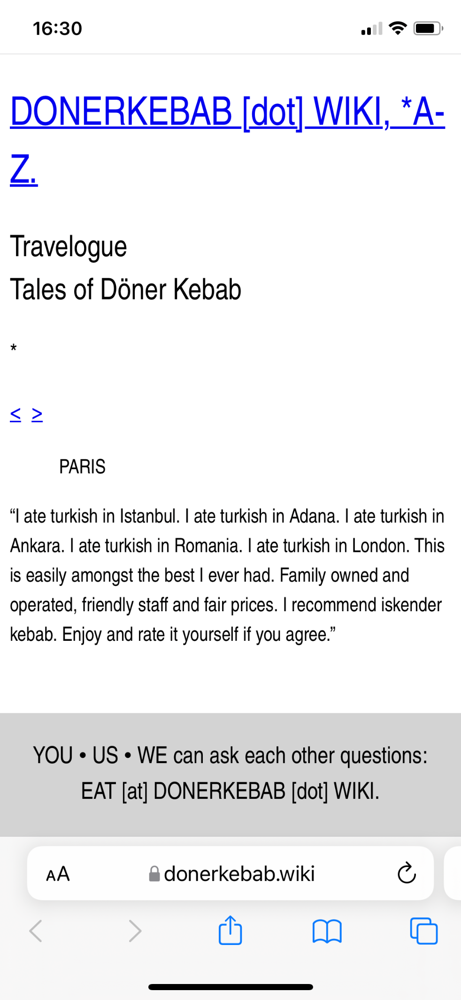 16:30
DONERKEBAB [dot] WIKI, *A-
Z.
Travelogue
Tales of Döner Kebab
*
< >
PARIS
“I ate turkish in Istanbul. I ate turkish in Adana. I ate turkish in
Ankara. I ate turkish in Romania. I ate turkish in London. This
is easily amongst the best I ever had. Family owned and
operated, friendly staff and fair prices. I recommend iskender
kebab. Enjoy and rate it yourself if you agree.”
YOU • US • WE can ask each other questions:
EAT [at] DONERKEBAB [dot] WIKI.
AA donerkebab.wiki